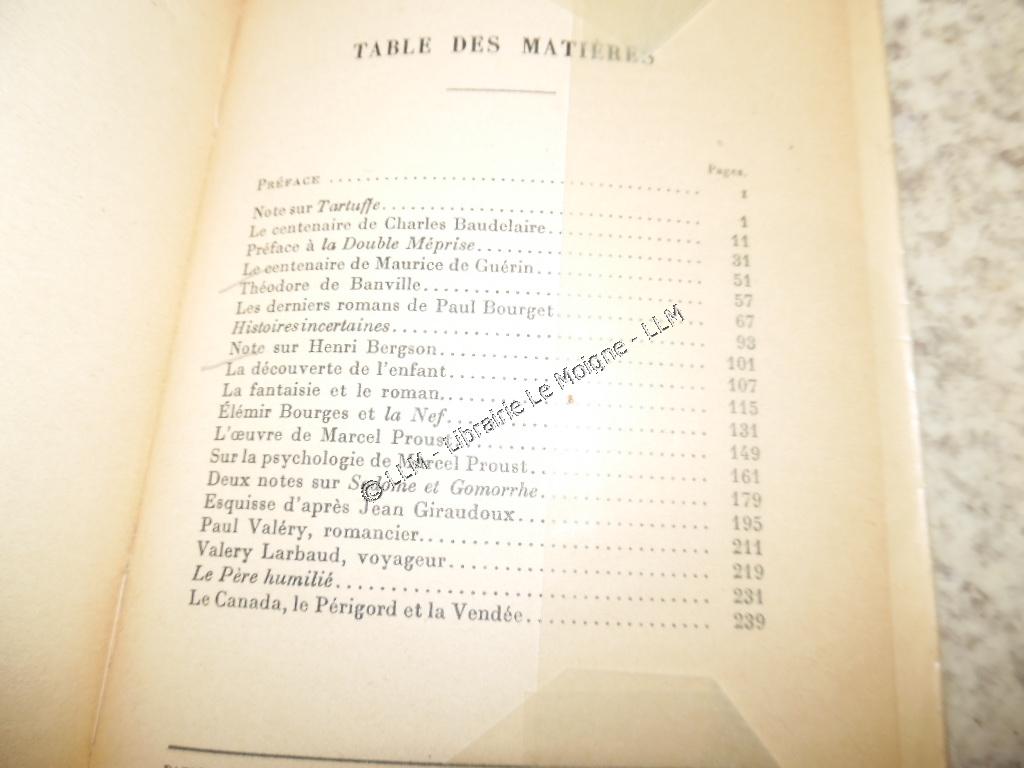 TABLE DES MATIÈRES
Pages.
PRÉFACE ........ I
Note sur Tartuffe........ 1
Le centenaire de Charles Baudelaire........ 11
Préface à la Double Méprise........ 31
Le centenaire de Maurice de Guérin........ 51
Théodore de Banville........ 57
Les derniers romans de Paul Bourget........ 67
Histoires incertaines........ 93
Note sur Henri Bergson........ 101
La découverte de l'enfant........ 107
La fantaisie et le roman........ 115
Élémir Bourges et la Nef........ 131
L'œuvre de Marcel Proust........ 149
Sur la psychologie de Marcel Proust........ 161
Deux notes sur Sodome et Gomorrhe........ 179
Esquisse d'après Jean Giraudoux........ 195
Paul Valéry, romancier........ 211
Valery Larbaud, voyageur........ 219
Le Père humilié........ 231
Le Canada, le Périgord et la Vendée........ 239
© LLM - Librairie Le Moigne - LLM